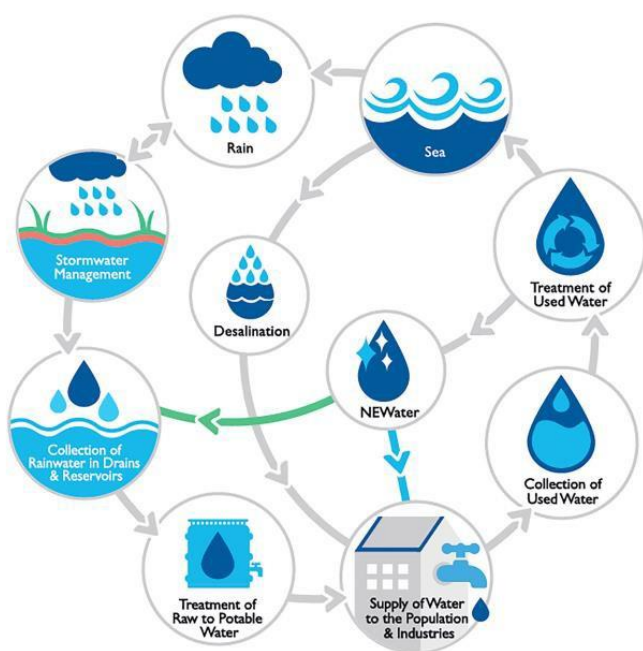 Rain
Sea
Stormwater
Management
Treatment of
Used Water
Desalination
NEWater
Collection of
Rainwater in Drains
& Reservoirs
Collection of
Used Water
Treatment of
Raw to Potable
Water
Supply of Water
to the Population
& Industries